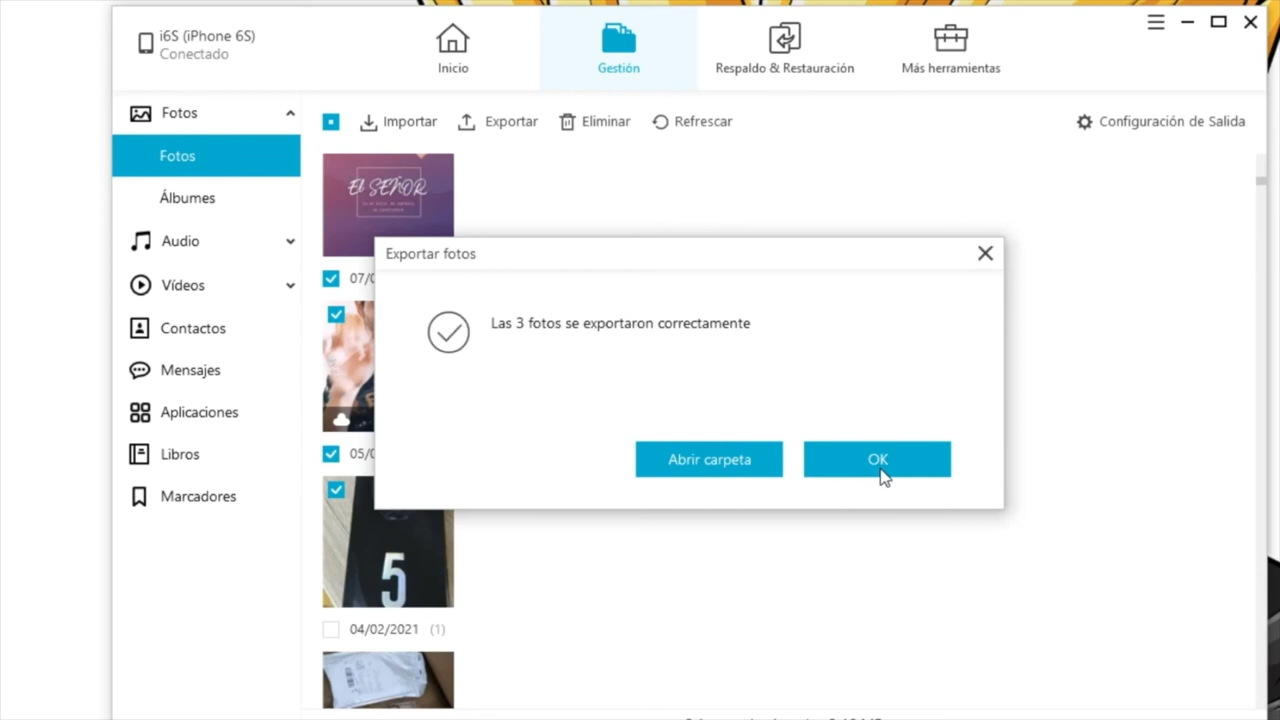 i6S (iPhone 6S)
Conectado
Inicio
Gestión
Respaldo & Restauración
Más herramientas
Fotos
Fotos
Álbumes
Audio
Vídeos
Contactos
Mensajes
Aplicaciones
Libros
Marcadores
Importar
Exportar
Eliminar
Refrescar
Configuración de Salida
El SEÑOR
Exportar fotos
Las 3 fotos se exportaron correctamente
Abrir carpeta
OK
5
04/02/2021 (1)